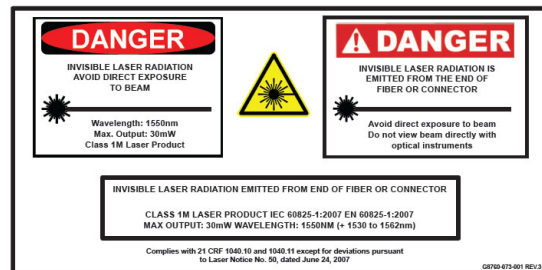 DANGER
INVISIBLE LASER RADIATION
AVOID DIRECT EXPOSURE
TO BEAM
Wavelength: 1550nm
Max. Output: 30mW
Class 1M Laser Product
DANGER
INVISIBLE LASER RADIATION IS
EMITTED FROM THE END OF
FIBER OR CONNECTOR
Avoid direct exposure to beam
Do not view beam directly with
optical instruments
INVISIBLE LASER RADIATION EMITTED FROM END OF FIBER OR CONNECTOR
CLASS 1M LASER PRODUCT IEC 60825-1:2007 EN 60825-1:2007
MAX OUTPUT: 30mW WAVELENGTH: 1550NM (+ 1530 to 1562nm)
Complies with 21 CRF 1040.10 and 1040.11 except for deviations pursuant
to Laser Notice No. 50, dated June 24, 2007
G8760-073-001 REV.3